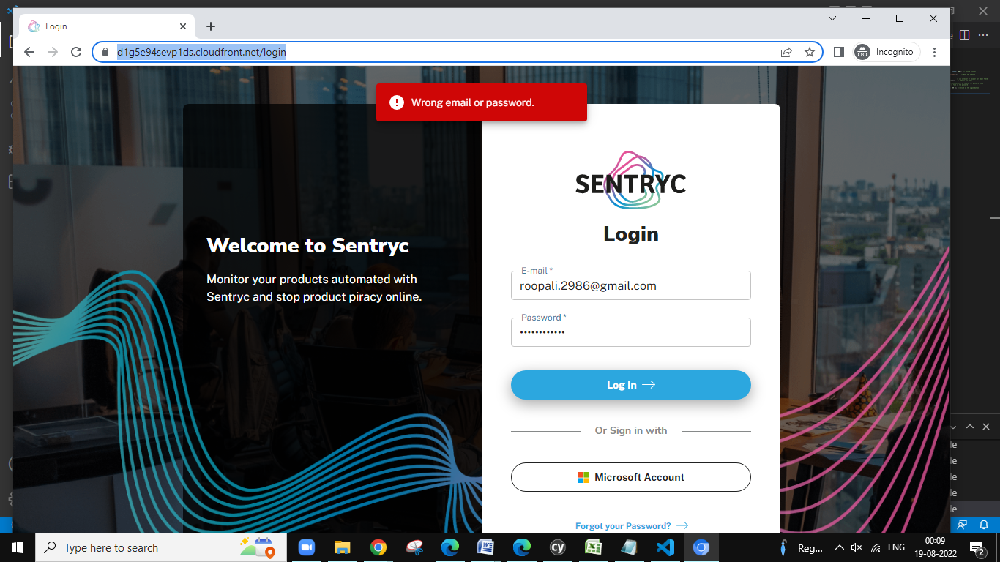 Login
d1g5e94sevp1ds.cloudfront.net/login
Incognito
Wrong email or password.
SENTRYC
Login
Welcome to Sentryc
Monitor your products automated with
Sentryc and stop product piracy online.
E-mail *
roopali.2986@gmail.com
Password *
••••••••••••
Log In
Or Sign in with
Microsoft Account
Forgot your Password?
Type here to search
cy
Reg...
ENG
00:09
19-08-2022
2